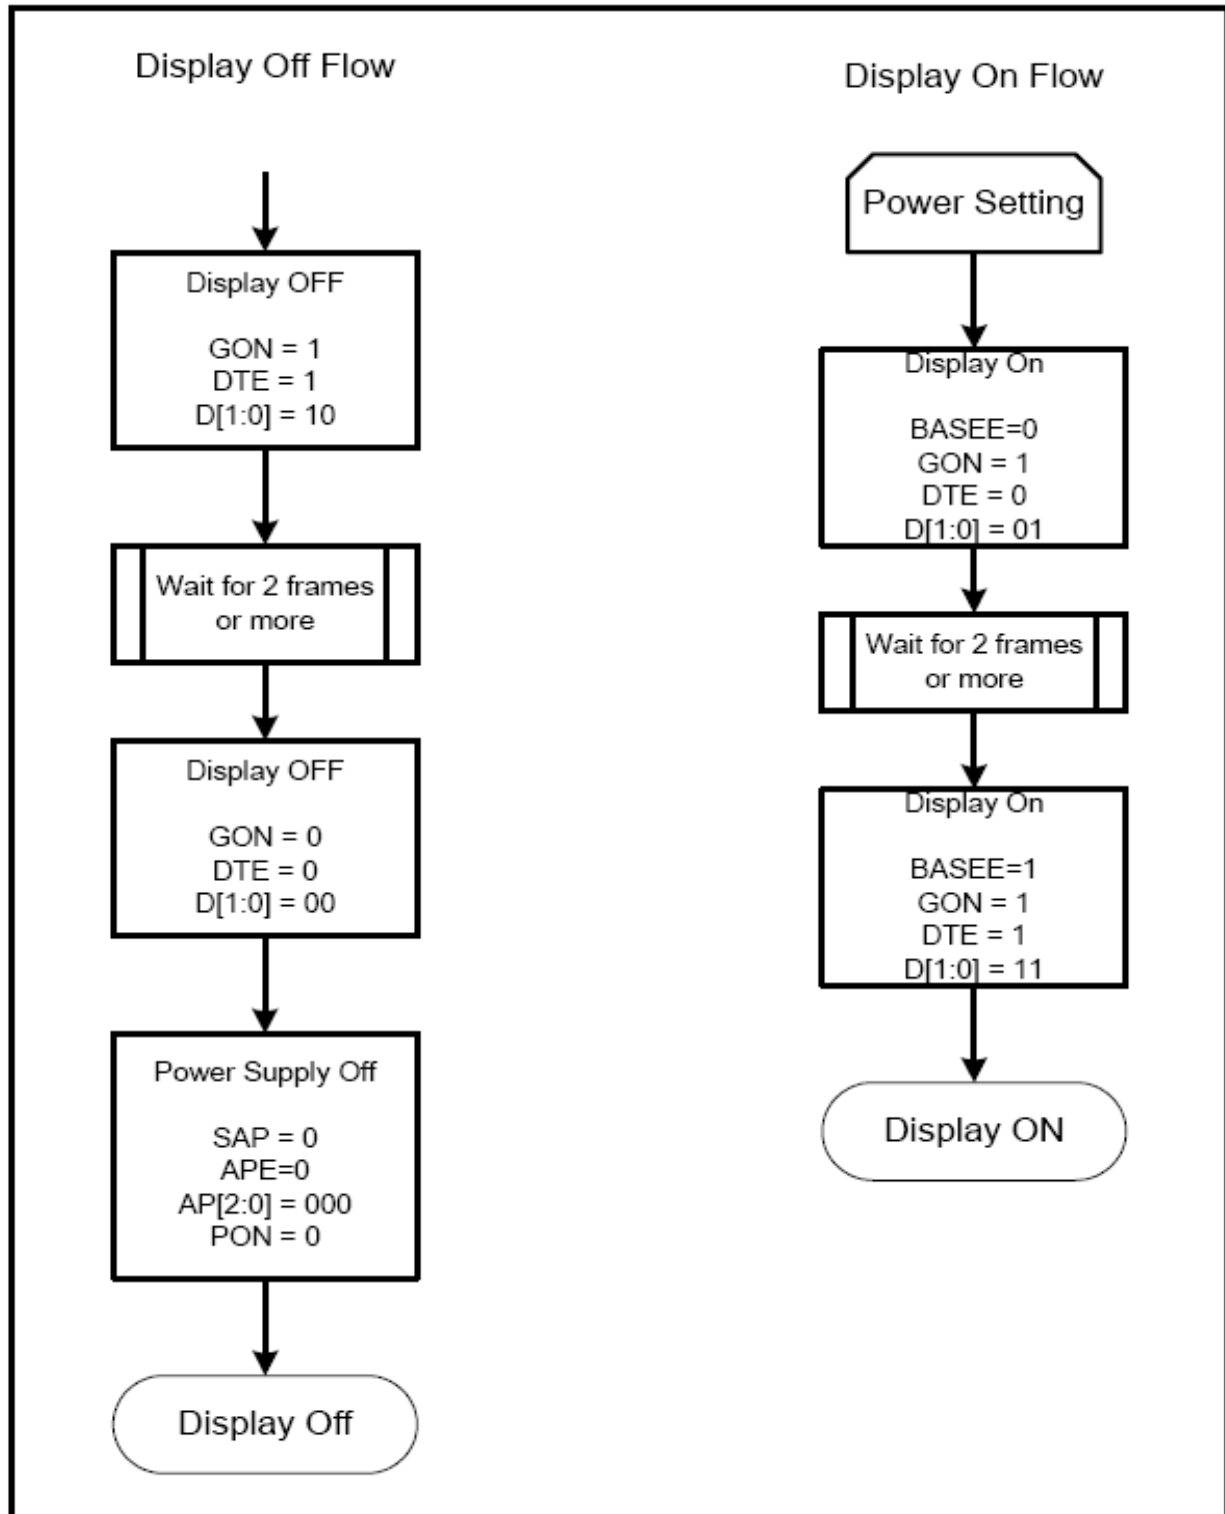 Display Off Flow
Display OFF
GON = 1
DTE = 1
D[1:0] = 10
Wait for 2 frames
or more
Display OFF
GON = 0
DTE = 0
D[1:0] = 00
Power Supply Off
SAP = 0
APE=0
AP[2:0] = 000
PON = 0
Display Off
Display On Flow
Power Setting
Display On
BASEE=0
GON = 1
DTE = 0
D[1:0] = 01
Wait for 2 frames
or more
Display On
BASEE=1
GON = 1
DTE = 1
D[1:0] = 11
Display ON